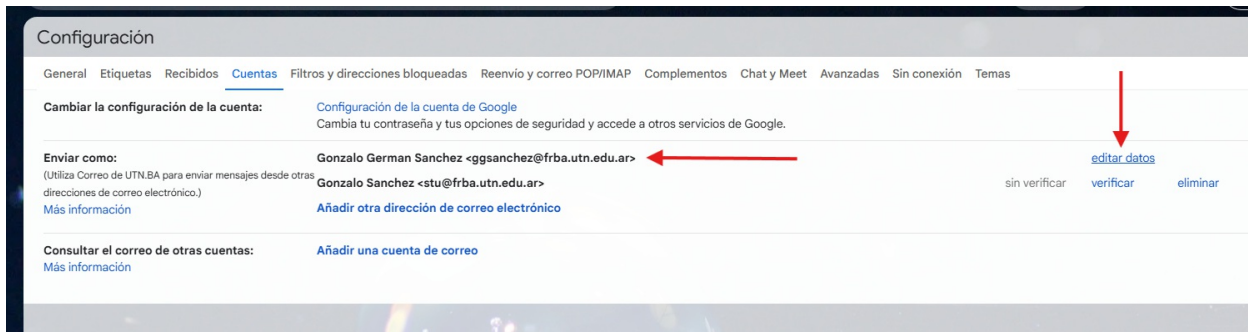 Configuración
General Etiquetas Recibidos Cuentas Filtros y direcciones bloqueadas Reenvío y correo POP/IMAP Complementos Chat y Meet Avanzadas Sin conexión Temas
Cambiar la configuración de la cuenta:
Configuración de la cuenta de Google
Cambia tu contraseña y tus opciones de seguridad y accede a otros servicios de Google.
Enviar como:
(Utiliza Correo de UTN.BA para enviar mensajes desde otras
direcciones de correo electrónico.)
Más información
Gonzalo German Sanchez <ggsanchez@frba.utn.edu.ar>
editar datos
Gonzalo Sanchez <stu@frba.utn.edu.ar>
sin verificar verificar eliminar
Añadir otra dirección de correo electrónico
Consultar el correo de otras cuentas:
Más información
Añadir una cuenta de correo